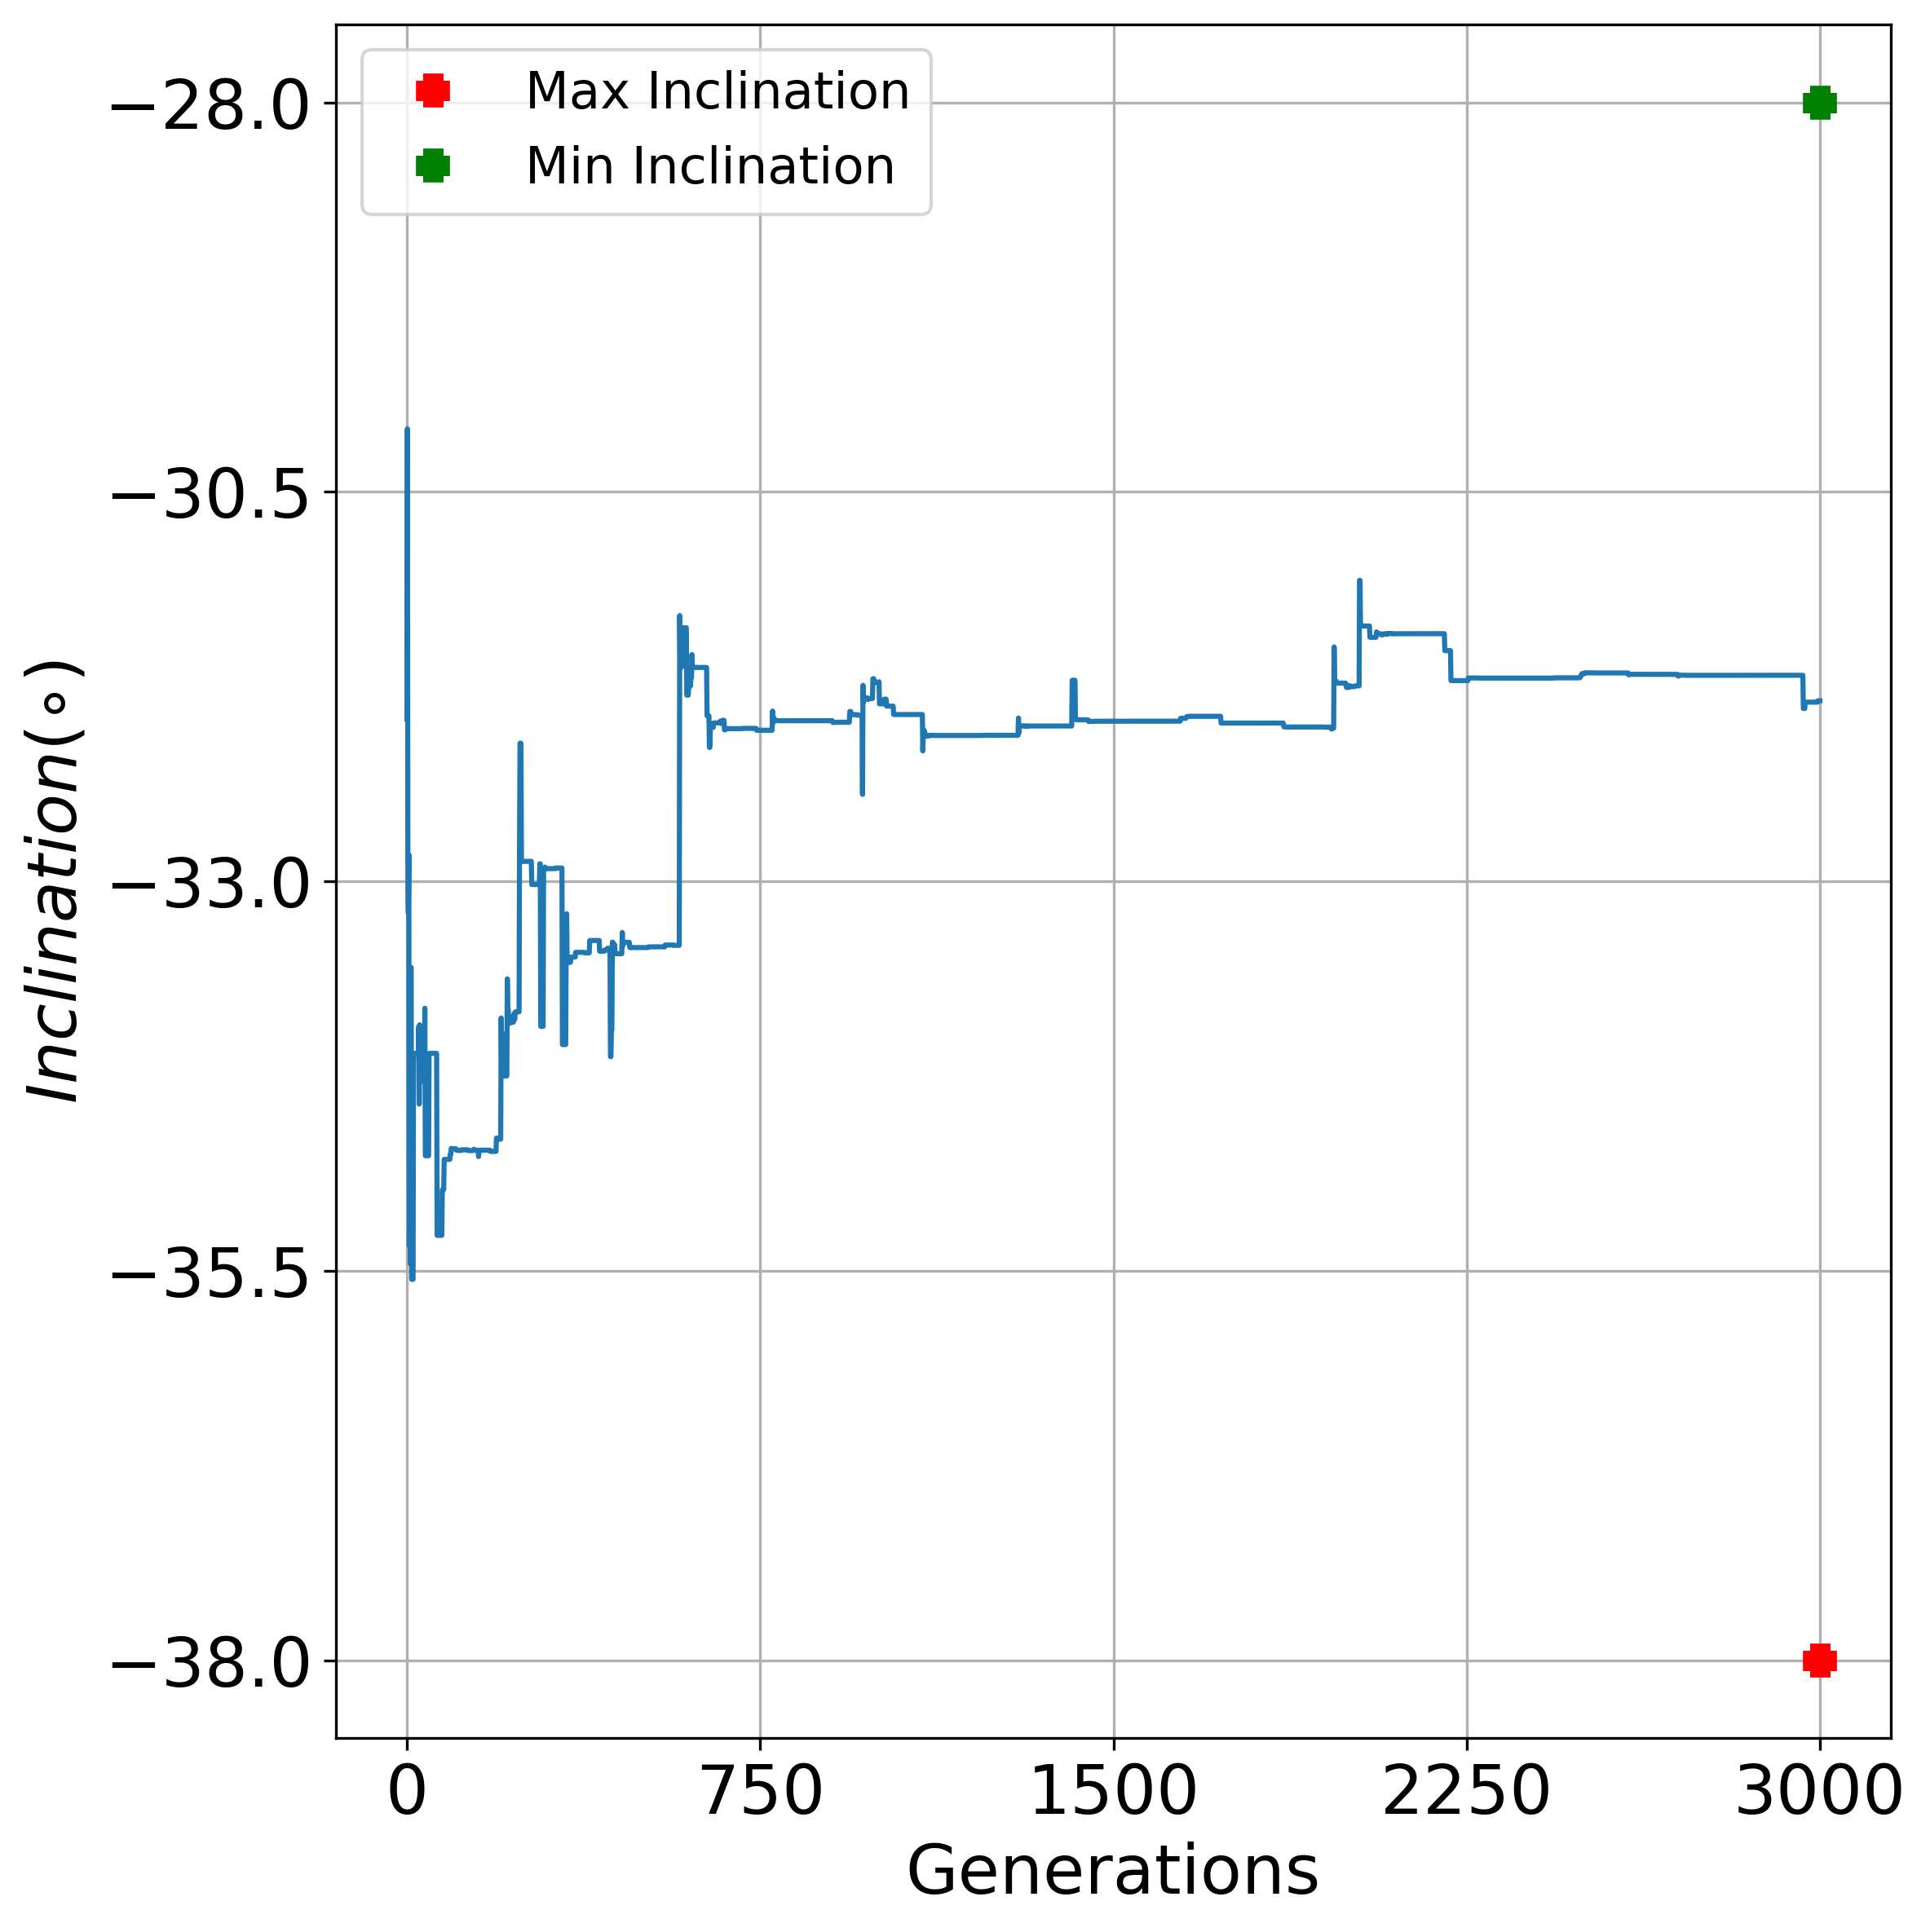 Max Inclination
Min Inclination
−28.0
−30.5
−33.0
−35.5
−38.0
Inclination(∘)
0 750 1500 2250 3000
Generations